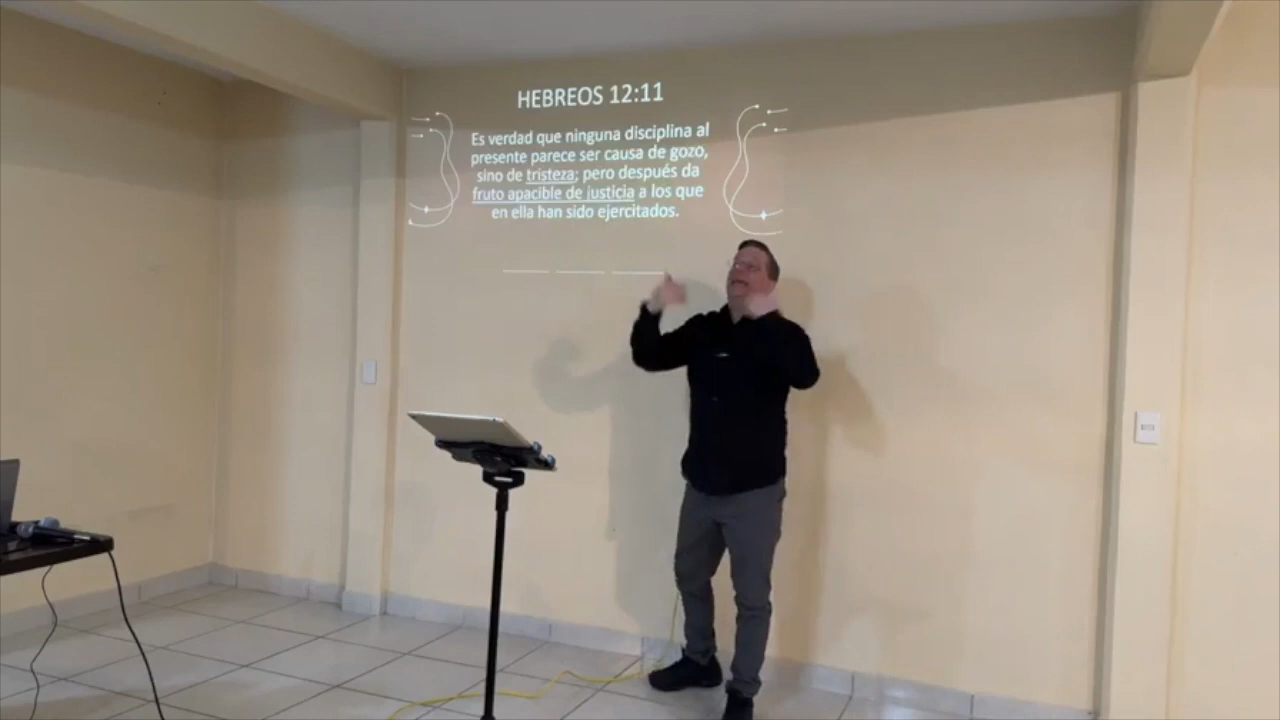 HEBREOS 12:11
Es verdad que ninguna disciplina al
presente parece ser causa de gozo,
sino de tristeza; pero después da
fruto apacible de justicia a los que
en ella han sido ejercitados.